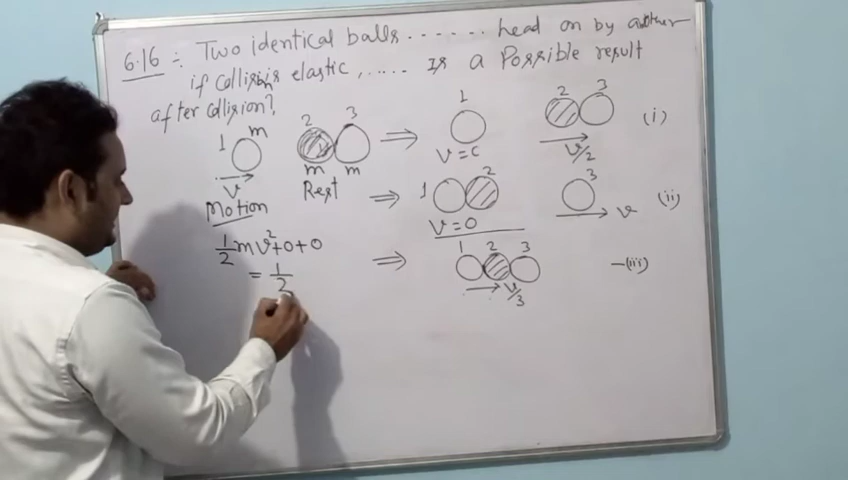 6.16 :- Two identical balls ...... head on by another
if collision is elastic ,..... is a Possible result
after collision?
1 m 2 3 ⇒ 1 2 3 (i)
m m v=c v/2
v Rest ⇒ 1 2 3 v (ii)
Motion v=0
1/2 mv²+0+0 ⇒ 1 2 3 -(iii)
= 1/2 v/3